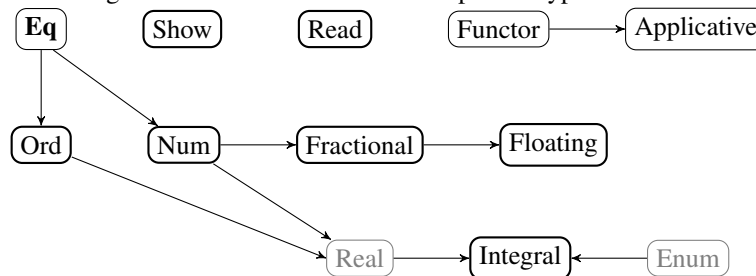 Eq Show Read Functor Applicative
Ord Num Fractional Floating
Real Integral Enum